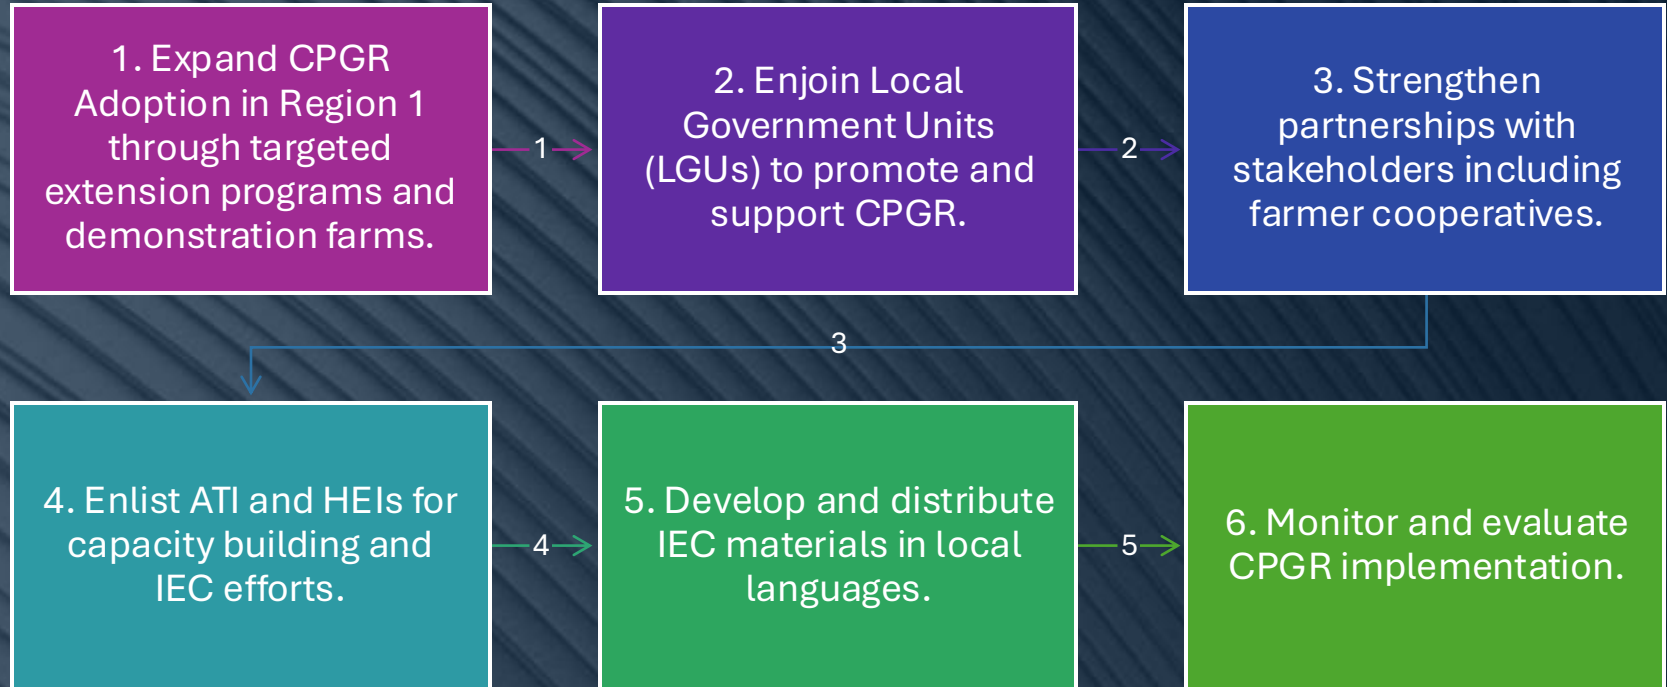 1. Expand CPGR
Adoption in Region 1
through targeted
extension programs and
demonstration farms.
1
2. Enjoin Local
Government Units
(LGUs) to promote and
support CPGR.
2
3. Strengthen
partnerships with
stakeholders including
farmer cooperatives.
3
4. Enlist ATI and HEIs for
capacity building and
IEC efforts.
4
5. Develop and distribute
IEC materials in local
languages.
5
6. Monitor and evaluate
CPGR implementation.